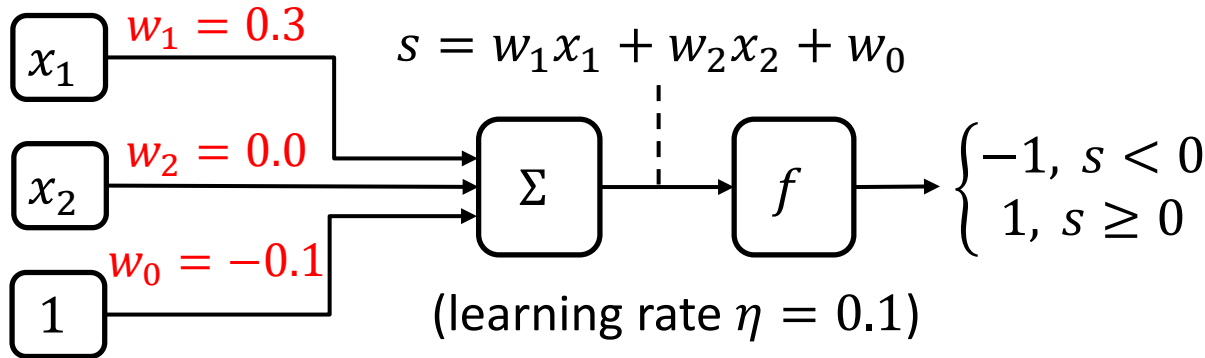 x₁
w₁ = 0.3
s = w₁x₁ + w₂x₂ + w₀
x₂
w₂ = 0.0
Σ
f
−1, s < 0
1, s ≥ 0
1
w₀ = −0.1
(learning rate η = 0.1)